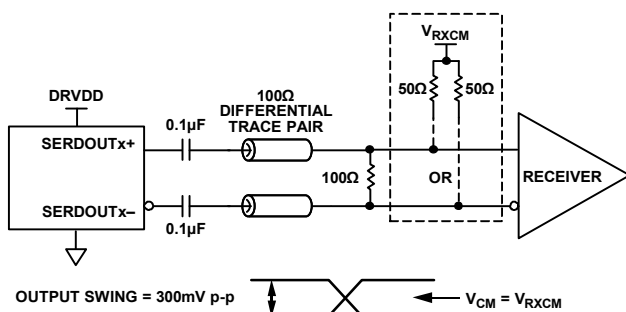 V_RXCM
DRVDD
100Ω
DIFFERENTIAL
TRACE PAIR
50Ω
50Ω
0.1µF
SERDOUTx+
100Ω
OR
RECEIVER
SERDOUTx–
0.1µF
OUTPUT SWING = 300mV p-p
V_CM = V_RXCM